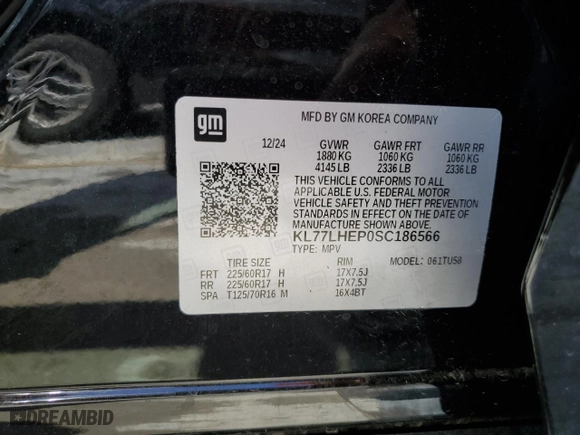 gm
MFD BY GM KOREA COMPANY
12/24 GVWR GAWR FRT GAWR RR
1880 KG 1060 KG 1060 KG
4145 LB 2336 LB 2336 LB
THIS VEHICLE CONFORMS TO ALL
APPLICABLE U.S. FEDERAL MOTOR
VEHICLE SAFETY AND THEFT PREVENTION
STANDARDS IN EFFECT ON THE DATE OF
MANUFACTURE SHOWN ABOVE.
KL77LHEP0SC186566
TYPE: MPV
TIRE SIZE RIM MODEL: 061TU58
FRT 225/60R17 H 17X7.5J
RR 225/60R17 H 17X7.5J
SPA T125/70R16 M 16X4BT
DREAMBID